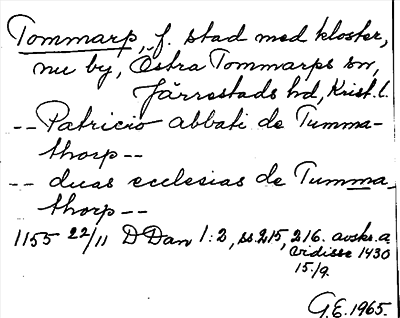 Tommarp, f. stad med kloster,
nu by, Östra Tommarps sn,
Järrestads hd, Krist. l.
-- Patricio abbati de Tumma-
thorp --
-- duas ecclesias de Tumma
thorp --
1155 22/11 D Dan 1:2, ss. 215, 216. avskr. a
vidisse 1430
15/9.
G.E. 1965.